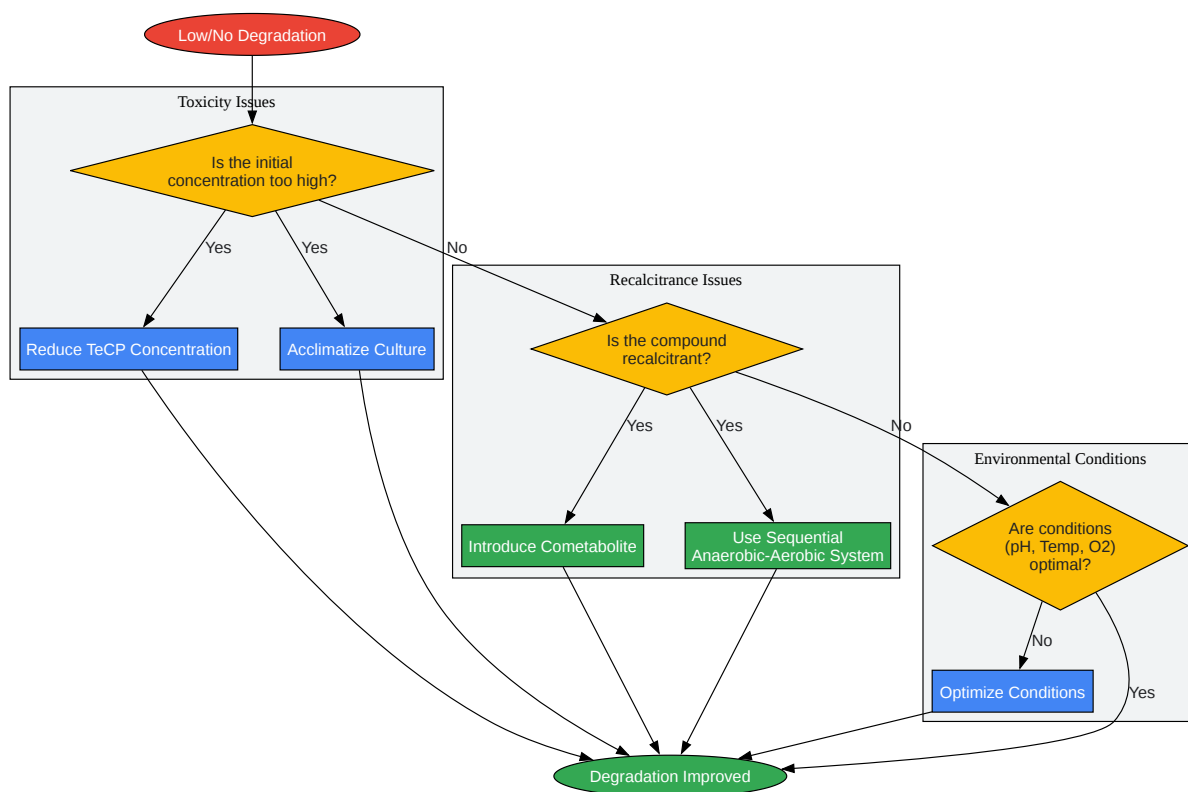 Low/No Degradation
Toxicity Issues
Is the initial
concentration too high?
Yes
Yes
No
Reduce TeCP Concentration
Acclimatize Culture
Recalcitrance Issues
Is the compound
recalcitrant?
Yes
Yes
No
Introduce Cometabolite
Use Sequential
Anaerobic-Aerobic System
Environmental Conditions
Are conditions
(pH, Temp, O2)
optimal?
No
Yes
Optimize Conditions
Degradation Improved